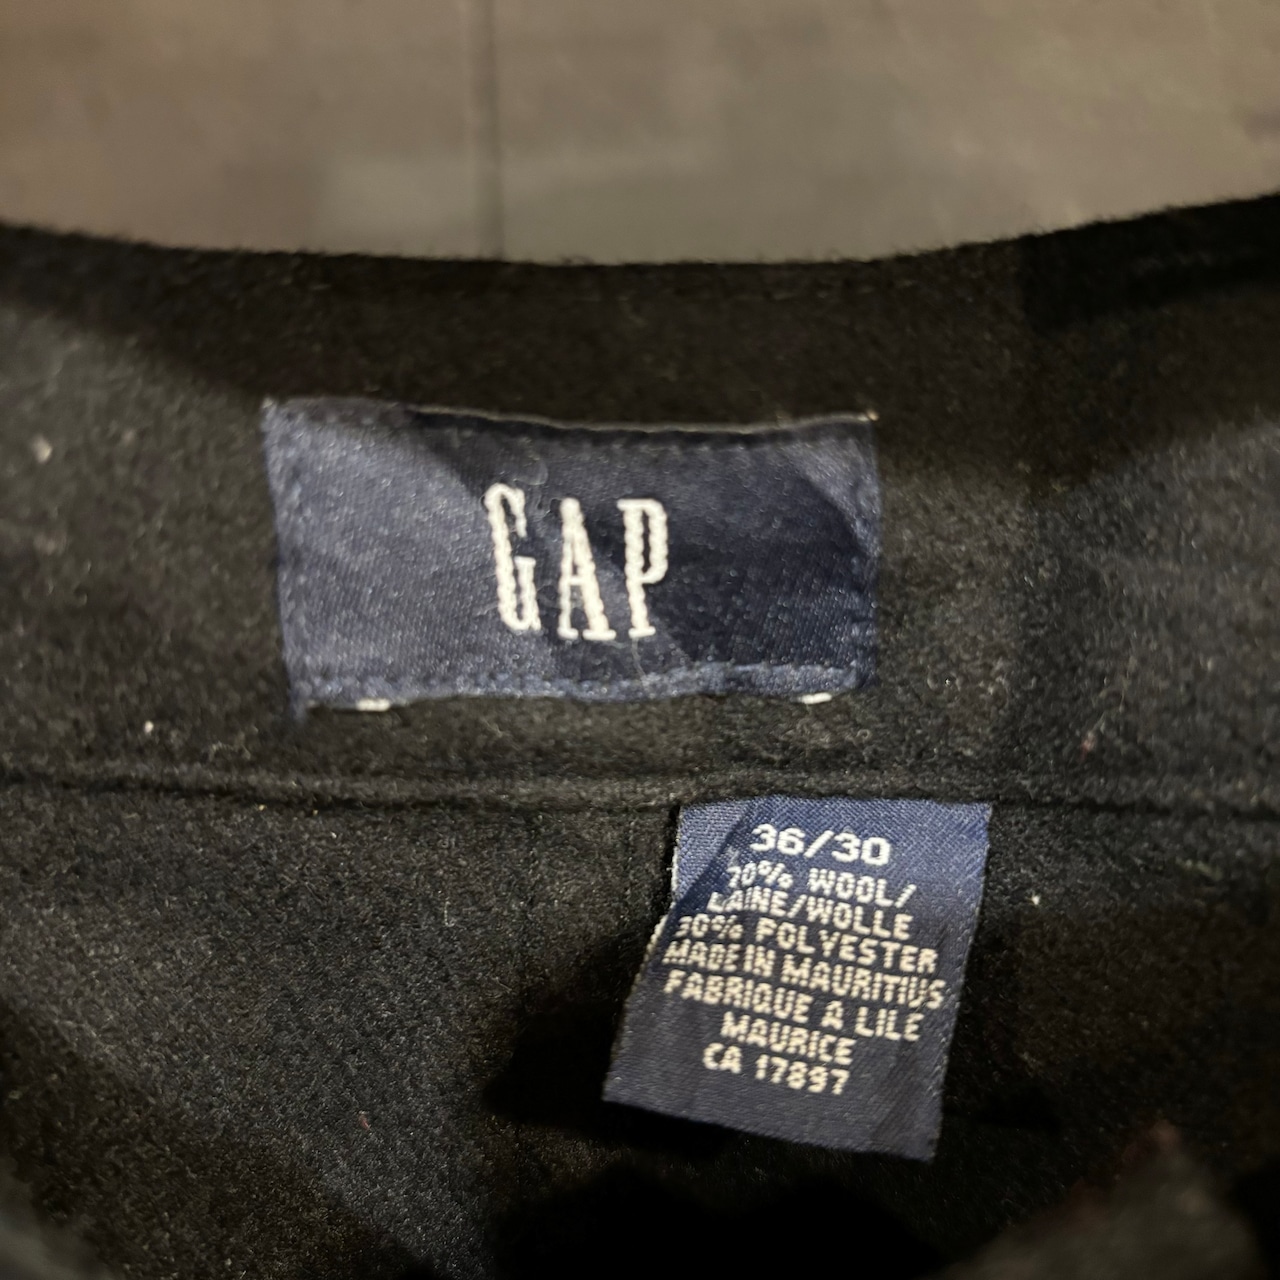 GAP
36/30
70% WOOL/
LAINE/WOLLE
30% POLYESTER
MADE IN MAURITIUS
FABRIQUE A LILE
MAURICE
CA 17897